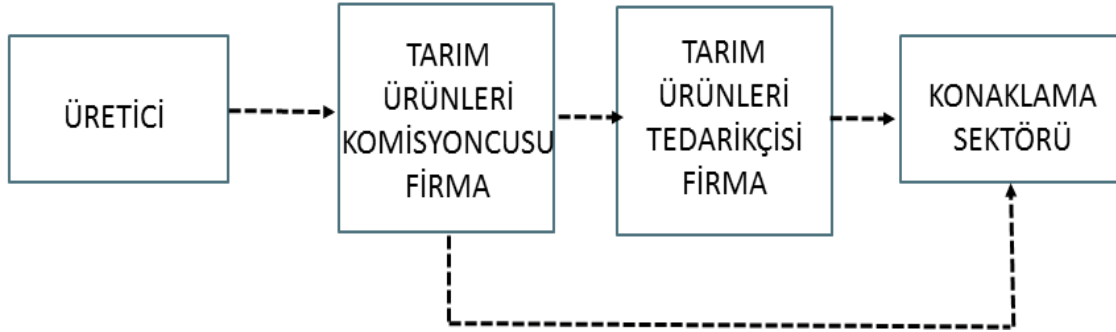 ÜRETİCİ
TARIM
ÜRÜNLERİ
KOMİSYONCUSU
FİRMA
TARIM
ÜRÜNLERİ
TEDARİKÇİSİ
FİRMA
KONAKLAMA
SEKTÖRÜ